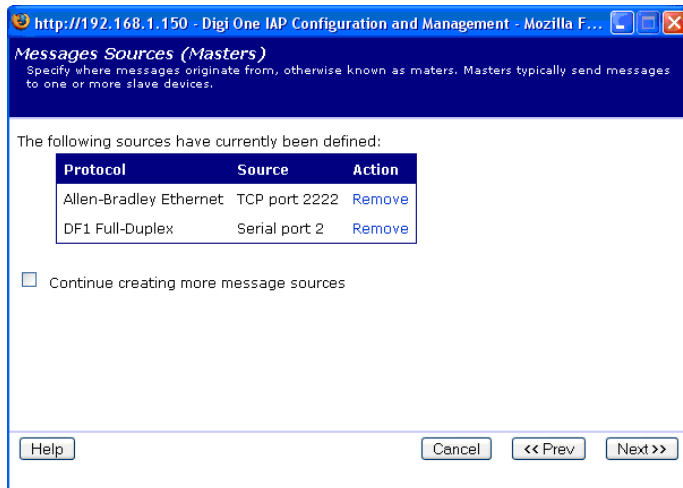 http://192.168.1.150 - Digi One IAP Configuration and Management - Mozilla F...
Messages Sources (Masters)
Specify where messages originate from, otherwise known as maters. Masters typically send messages
to one or more slave devices.
The following sources have currently been defined:
Protocol Source Action
Allen-Bradley Ethernet TCP port 2222 Remove
DF1 Full-Duplex Serial port 2 Remove
Continue creating more message sources
Help Cancel << Prev Next >>